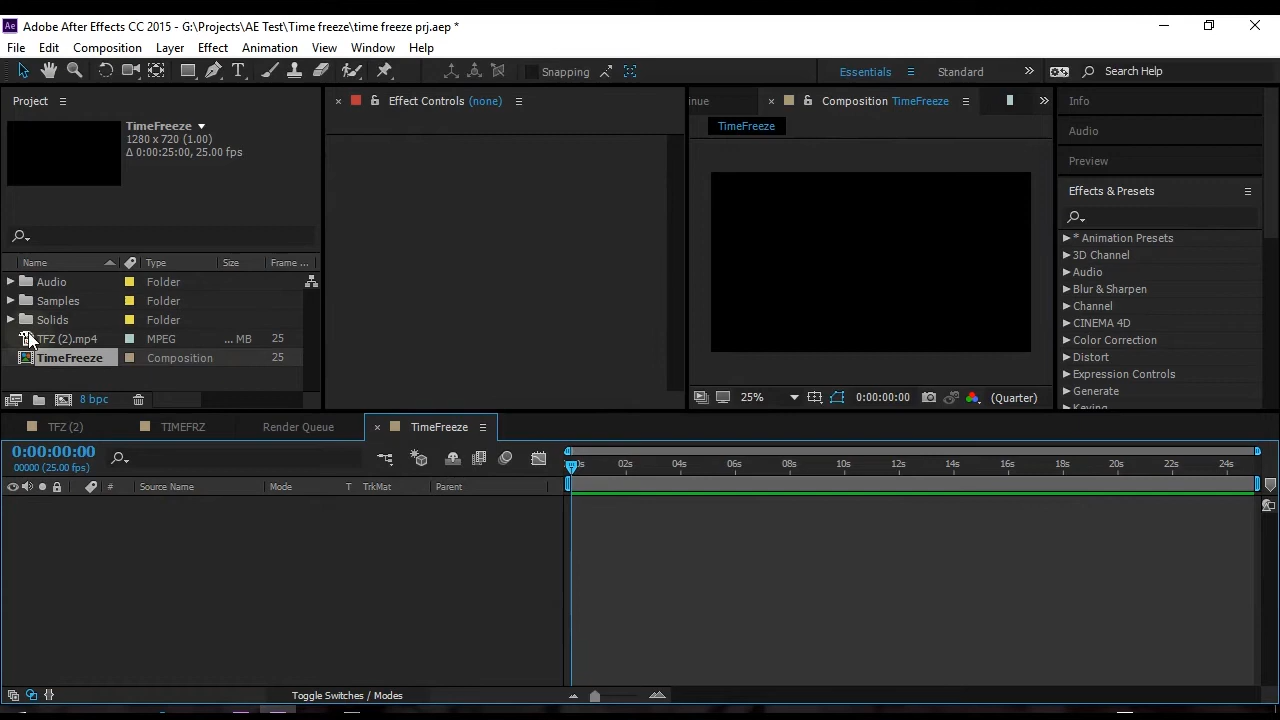 Ae Adobe After Effects CC 2015 - G:\Projects\AE Test\Time freeze\time freeze prj.aep *
File Edit Composition Layer Effect Animation View Window Help
T Snapping Essentials Standard Search Help
Project
TimeFreeze
1280 x 720 (1.00)
Δ 0:00:25:00, 25.00 fps
Name Type Size Frame ...
Audio Folder
Samples Folder
Solids Folder
TFZ (2).mp4 MPEG ... MB 25
TimeFreeze Composition 25
8 bpc
Effect Controls (none)
nue Composition TimeFreeze
TimeFreeze
25% 0:00:00:00 (Quarter)
Info
Audio
Preview
Effects & Presets
* Animation Presets
3D Channel
Audio
Blur & Sharpen
Channel
CINEMA 4D
Color Correction
Distort
Expression Controls
Generate
Keying
TFZ (2) TIMEFRZ Render Queue TimeFreeze
0:00:00:00
00000 (25.00 fps)
# Source Name Mode T TrkMat Parent
0s 02s 04s 06s 08s 10s 12s 14s 16s 18s 20s 22s 24s
Toggle Switches / Modes